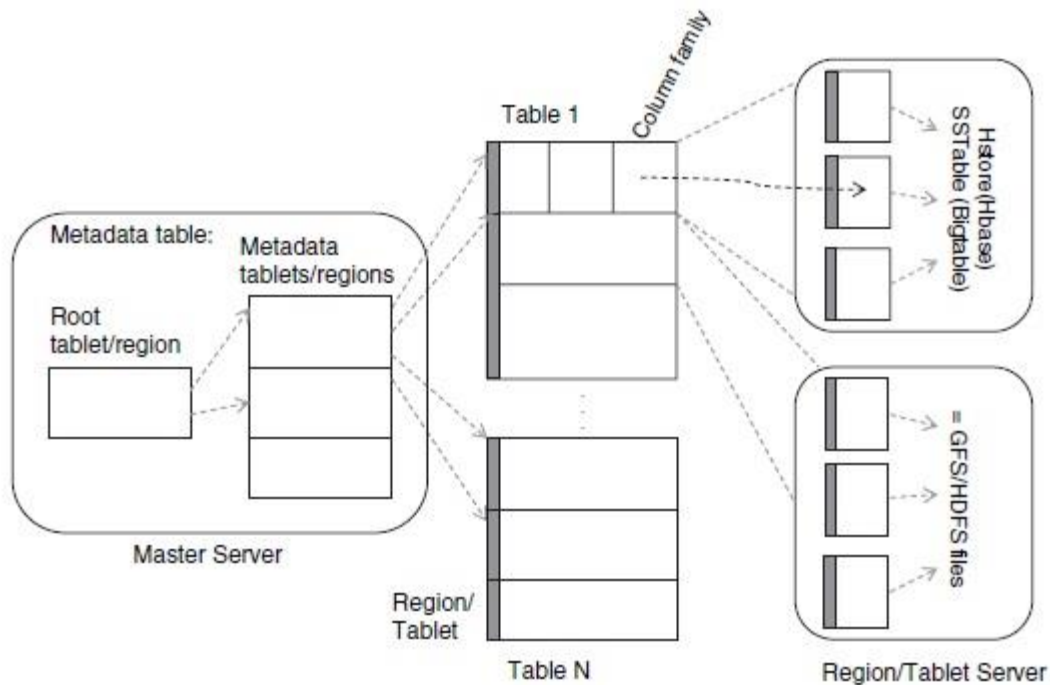 Table 1
Column family
Hstore(Hbase)
SSTable (Bigtable)
Metadata table:
Metadata
tablets/regions
Root
tablet/region
Master Server
= GFS/HDFS files
Region/
Tablet
Table N
Region/Tablet Server